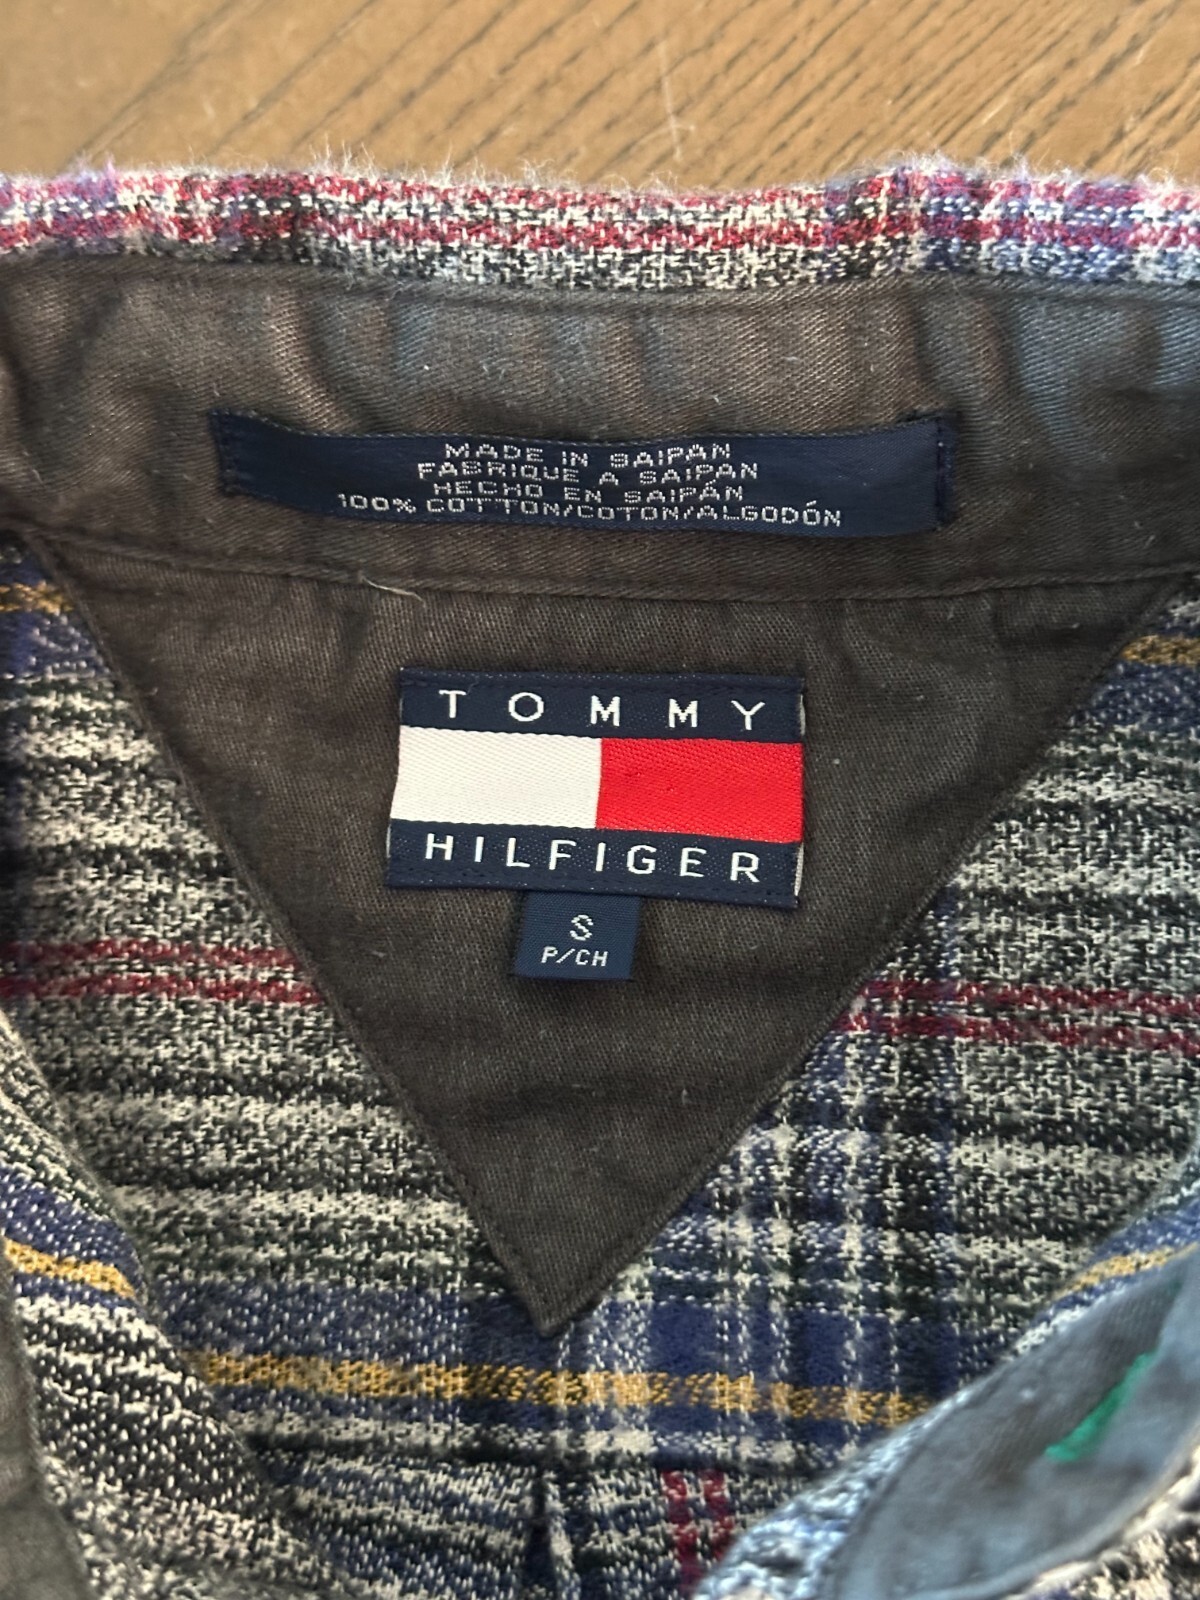 MADE IN SAIPAN
FABRIQUE A SAIPAN
HECHO EN SAIPÁN
100% COTTON/COTON/ALGODÓN
TOMMY
HILFIGER
S
P/CH